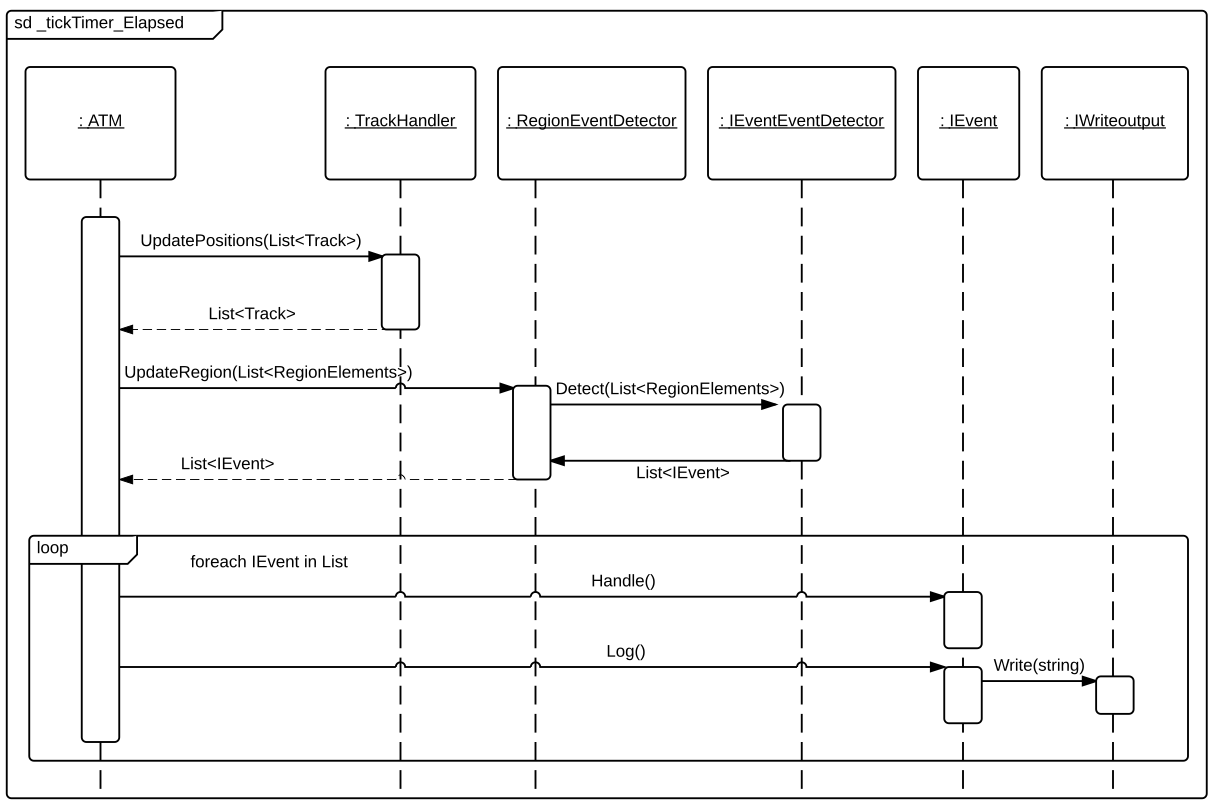 sd _tickTimer_Elapsed
: ATM
: TrackHandler
: RegionEventDetector
: IEventEventDetector
: IEvent
: IWriteoutput
UpdatePositions(List<Track>)
List<Track>
UpdateRegion(List<RegionElements>)
Detect(List<RegionElements>)
List<IEvent>
List<IEvent>
loop
foreach IEvent in List
Handle()
Log()
Write(string)